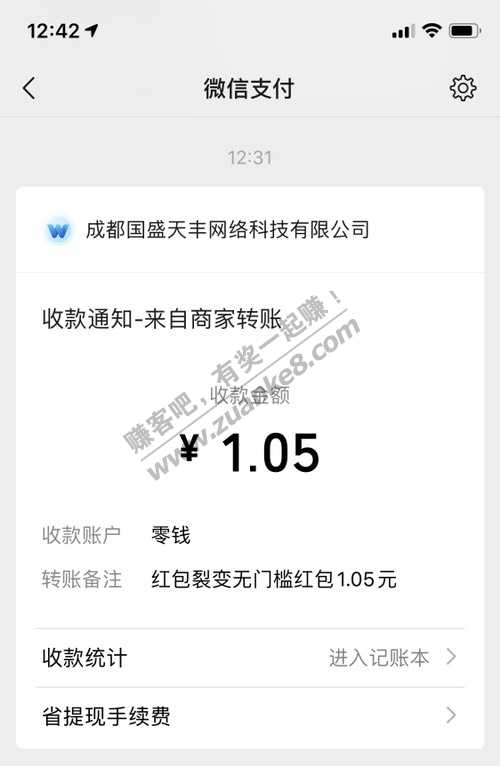 12:42
微信支付
12:31
W 成都国盛天丰网络科技有限公司
收款通知-来自商家转账
收款金额
¥ 1.05
赚客吧，有奖一起赚！
www.zuanke8.com
收款账户 零钱
转账备注 红包裂变无门槛红包1.05元
收款统计 进入记账本
省提现手续费